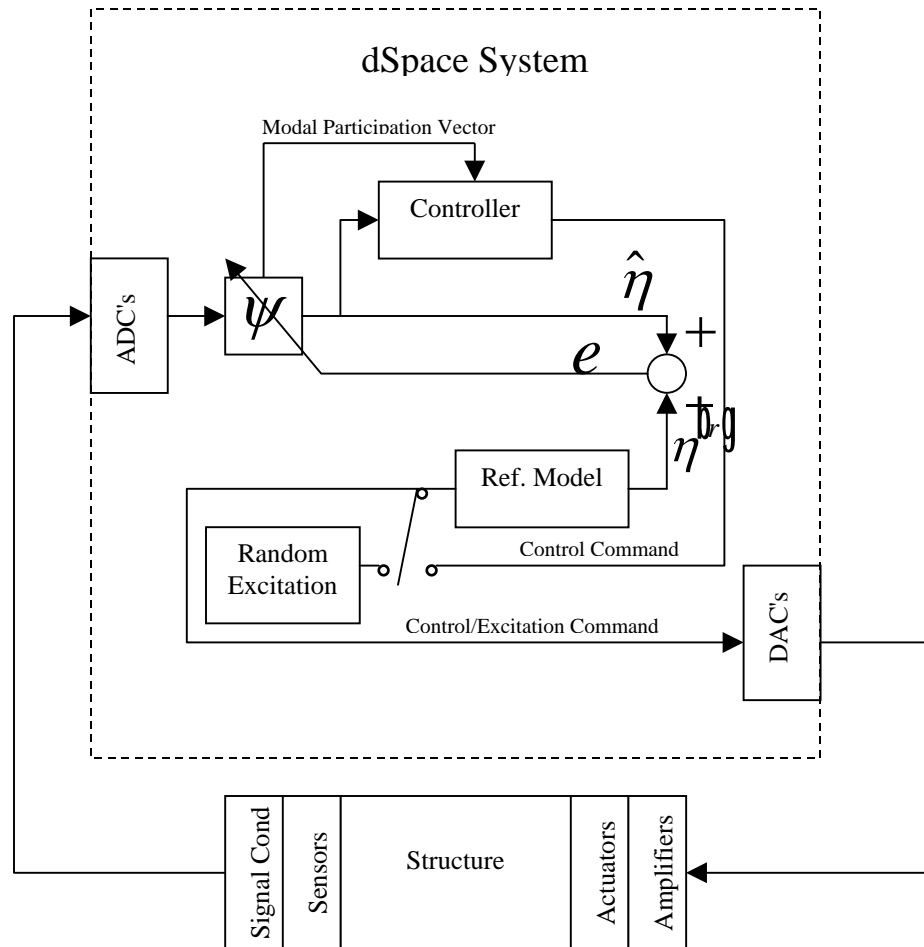 dSpace System
Modal Participation Vector
Controller
ADC's
ψ
η̂
+
e
+
η
r
Ref. Model
Random
Excitation
Control Command
Control/Excitation Command
DAC's
Signal Cond
Sensors
Structure
Actuators
Amplifiers